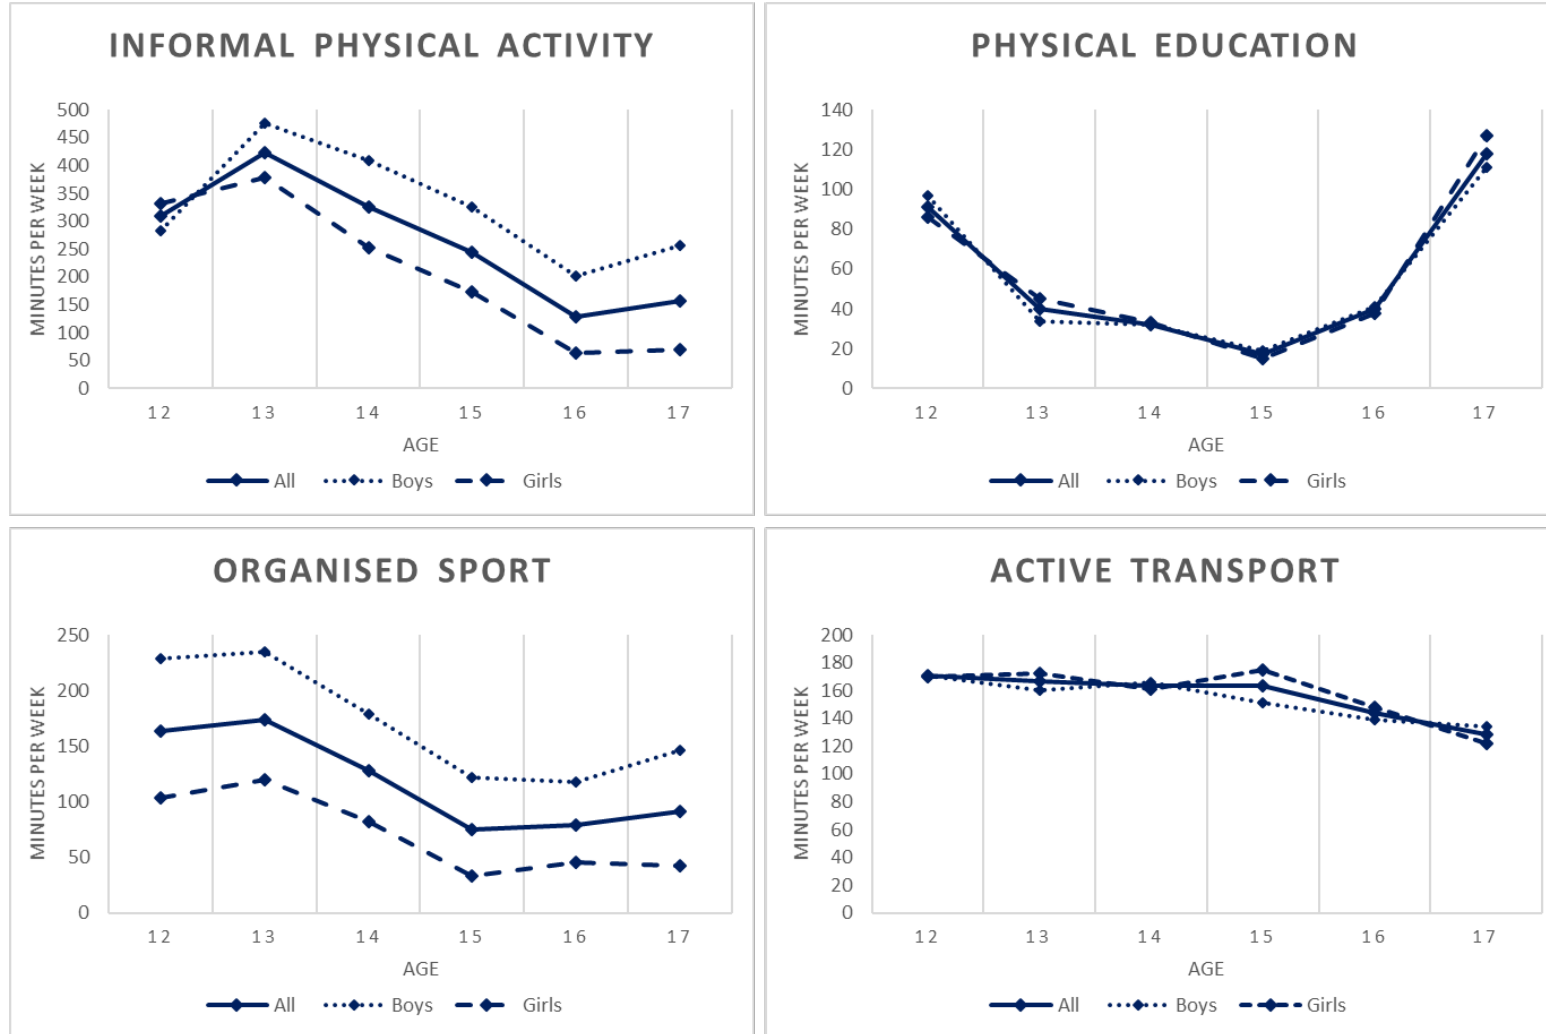 INFORMAL PHYSICAL ACTIVITY
MINUTES PER WEEK
500
450
400
350
300
250
200
150
100
50
0
12 13 14 15 16 17
AGE
All Boys Girls
PHYSICAL EDUCATION
MINUTES PER WEEK
140
120
100
80
60
40
20
0
12 13 14 15 16 17
AGE
All Boys Girls
ORGANISED SPORT
MINUTES PER WEEK
250
200
150
100
50
0
12 13 14 15 16 17
AGE
All Boys Girls
ACTIVE TRANSPORT
MINUTES PER WEEK
200
180
160
140
120
100
80
60
40
20
0
12 13 14 15 16 17
AGE
All Boys Girls